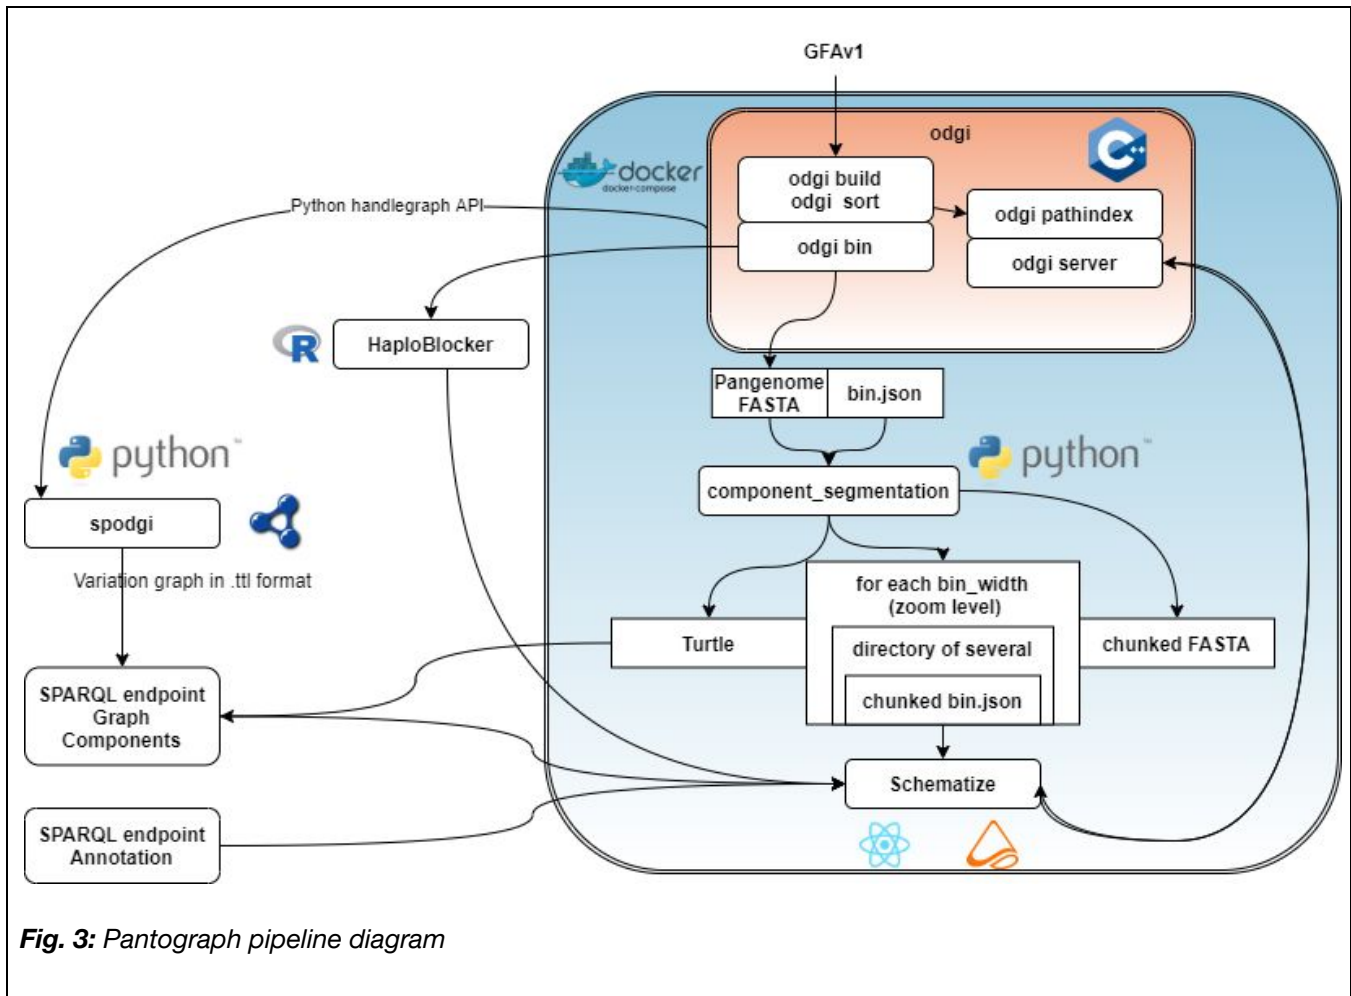 GFAv1
odgi
C++
docker
docker-compose
odgi build
odgi sort
Python handlegraph API
odgi pathindex
odgi bin
odgi server
R
HaploBlocker
Pangenome
FASTA
bin.json
python™
python™
component_segmentation
spodgi
Variation graph in .ttl format
for each bin_width
(zoom level)
Turtle
directory of several
chunked FASTA
chunked bin.json
SPARQL endpoint
Graph
Components
Schematize
SPARQL endpoint
Annotation
Fig. 3: Pantograph pipeline diagram